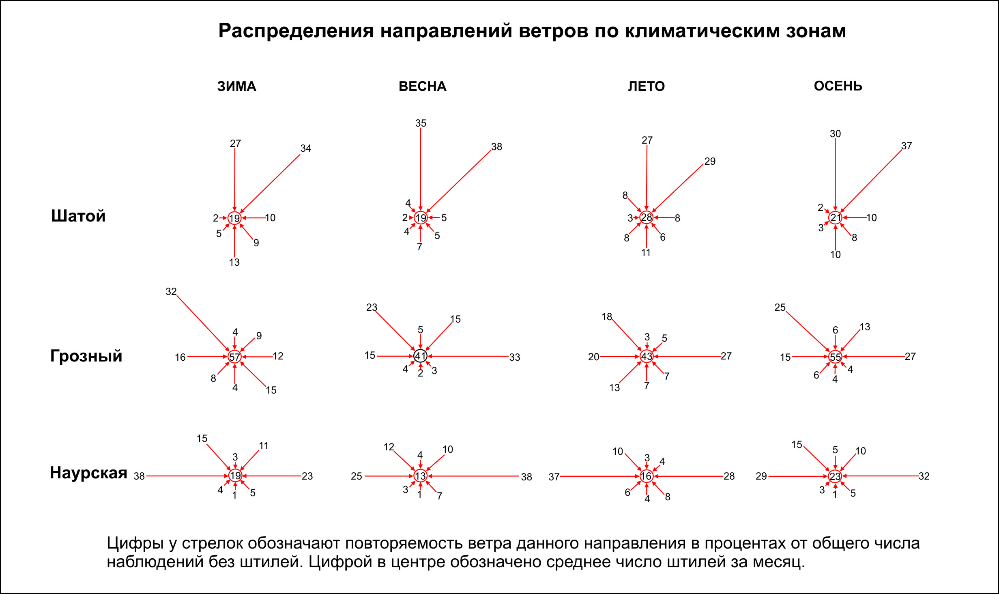 Распределения направлений ветров по климатическим зонам
ЗИМА ВЕСНА ЛЕТО ОСЕНЬ
Шатой
27 34 10 9 13 5 2 19
35 38 5 5 7 4 2 4 19
27 29 8 6 11 8 3 8 28
30 37 10 8 10 3 2 21
Грозный
4 9 12 15 4 8 16 32 57
5 15 33 3 2 4 15 23 41
3 5 27 7 7 13 20 18 43
6 13 27 4 4 6 15 25 55
Наурская
3 11 23 5 1 4 38 15 19
4 10 38 7 1 3 25 12 13
3 4 28 8 4 6 37 10 16
5 10 32 5 1 3 29 15 23
Цифры у стрелок обозначают повторяемость ветра данного направления в процентах от общего числа
наблюдений без штилей. Цифрой в центре обозначено среднее число штилей за месяц.